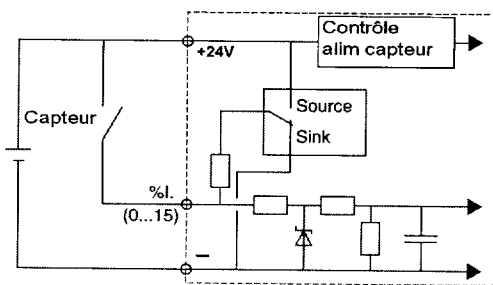 Contrôle
alim capteur
+24V
Source
Sink
Capteur
%I.
(0...15)
–